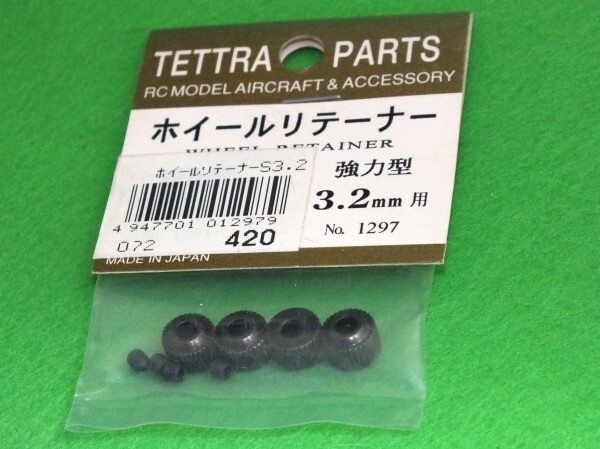 TETTRA PARTS
RC MODEL AIRCRAFT & ACCESSORY
ホイールリテーナー
WHEEL RETAINER
ホイールリテーナーS3.2
4 947701 012979
072 420
強力型
3.2mm 用
No. 1297
MADE IN JAPAN